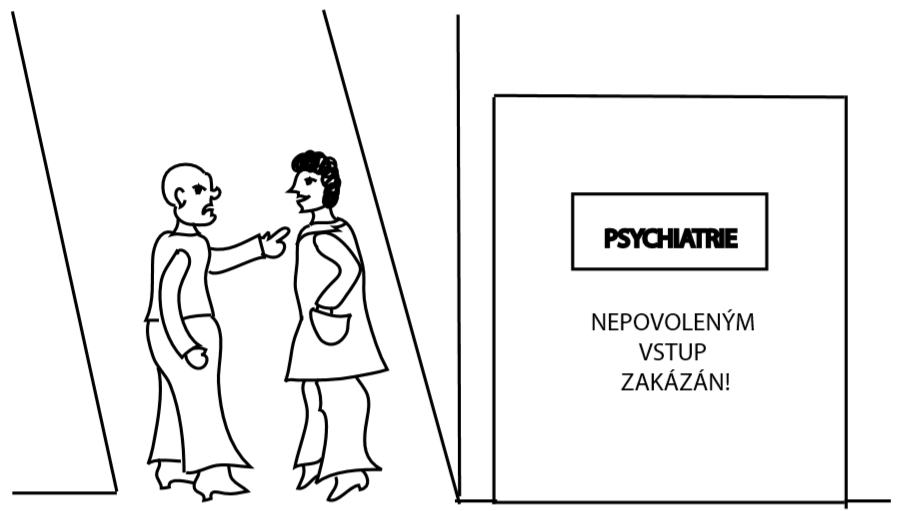 PSYCHIATRIE
NEPOVOLENÝM
VSTUP
ZAKÁZÁN!